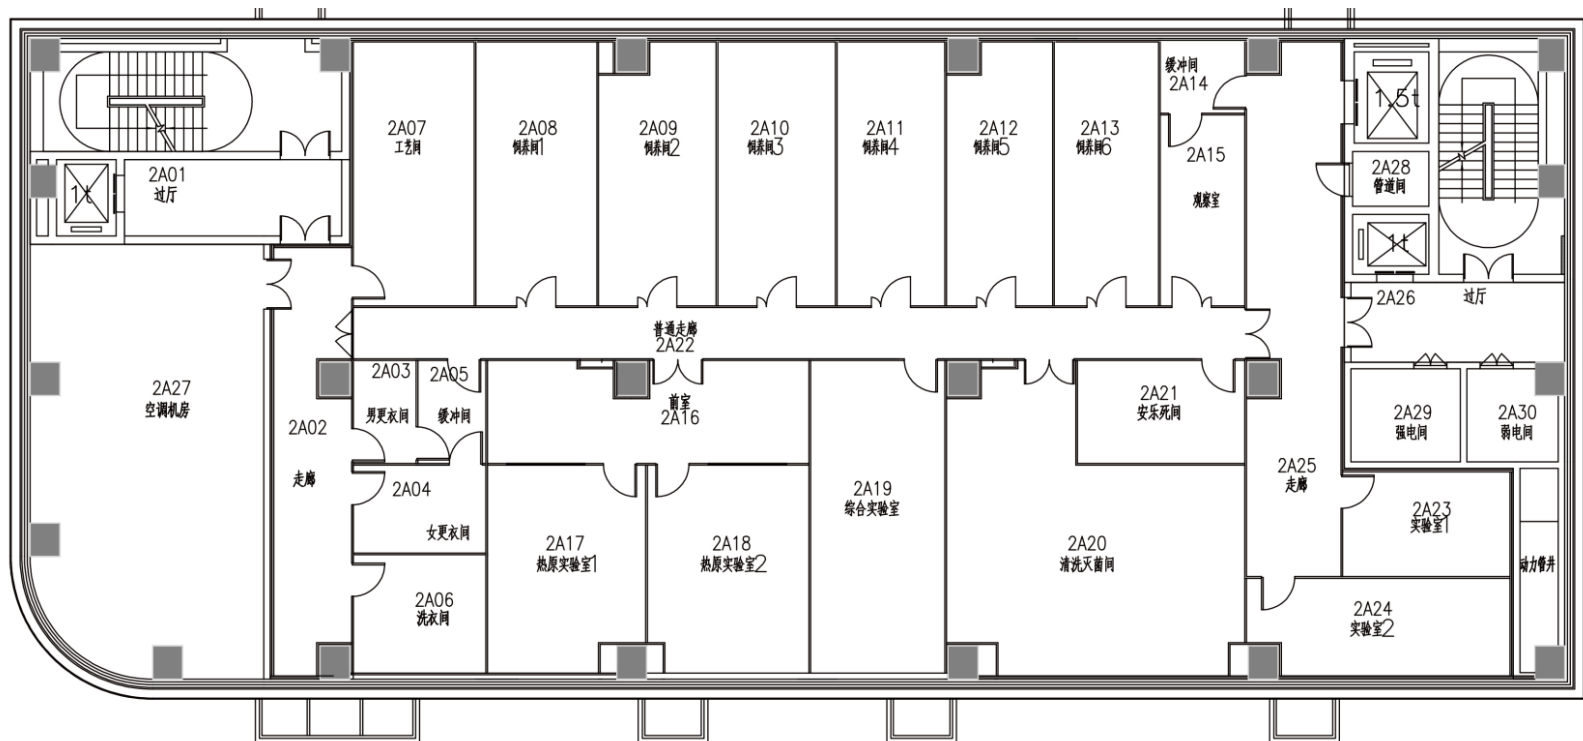 1t
2A01
过厅
2A07
工艺间
2A08
饲养间1
2A09
饲养间2
2A10
饲养间3
2A11
饲养间4
2A12
饲养间5
2A13
饲养间6
缓冲间
2A14
2A15
观察室
1.5t
2A28
管道间
1t
2A26
过厅
普通走廊
2A22
2A27
空调机房
2A02
走廊
2A03
男更衣间
2A05
缓冲间
前室
2A16
2A21
安乐死间
2A29
强电间
2A30
弱电间
2A04
女更衣间
2A19
综合实验室
2A25
走廊
2A23
实验室1
2A17
热原实验室1
2A18
热原实验室2
2A20
清洗灭菌间
动力管井
2A06
洗衣间
2A24
实验室2